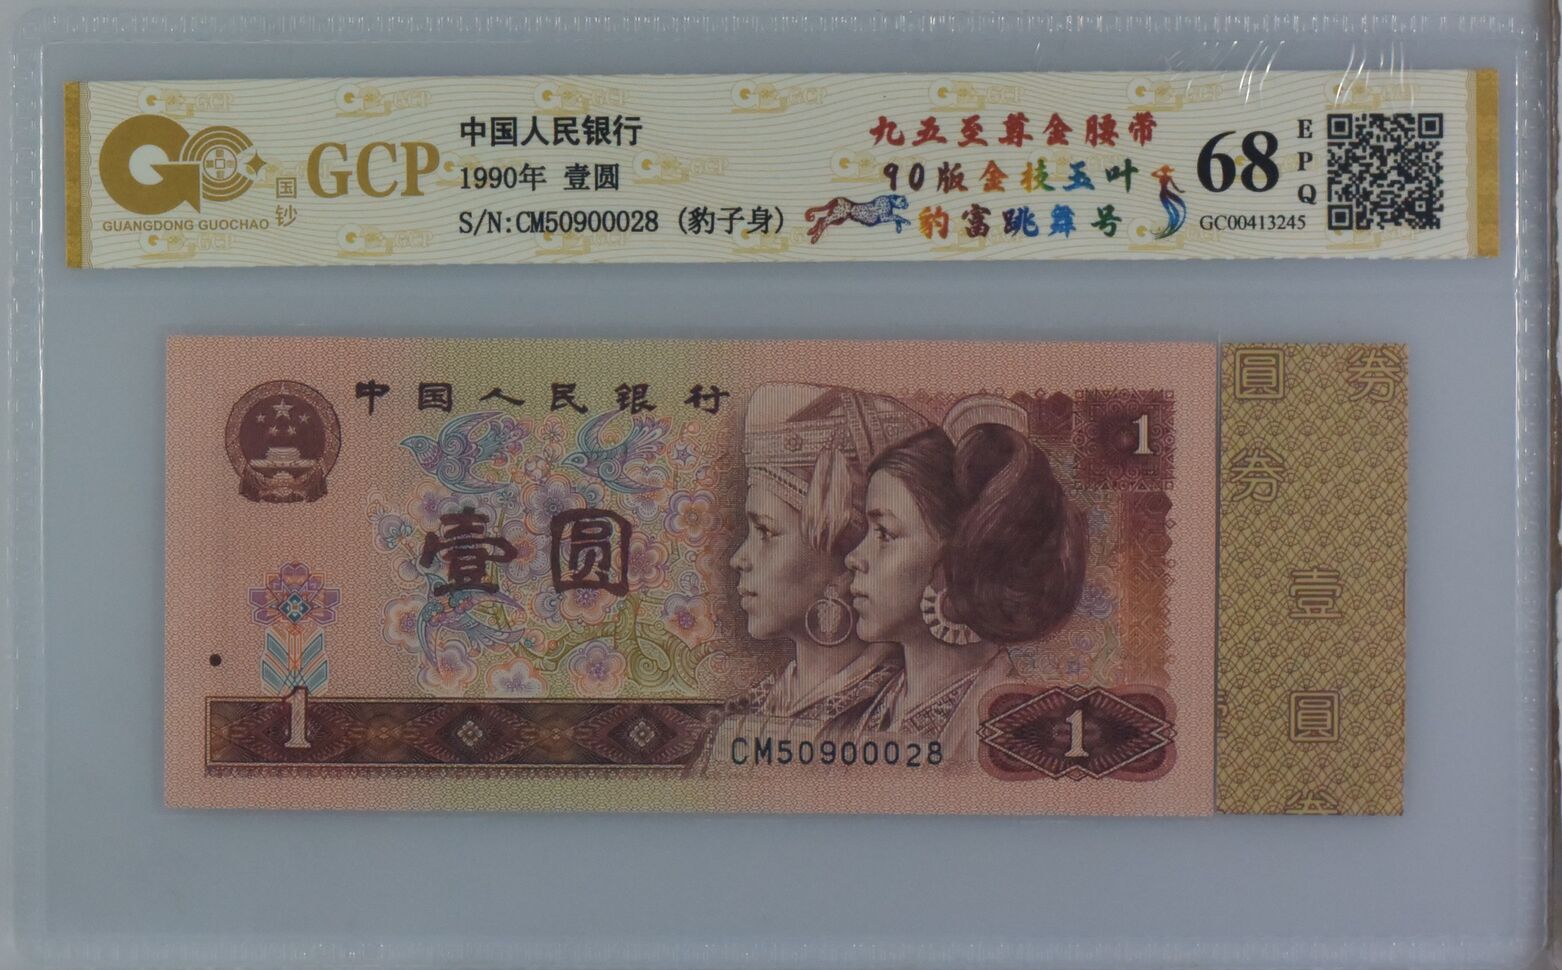 GCP
国钞
GUANGDONG GUOCHAO
中国人民银行
1990年 壹圆
S/N:CM50900028 (豹子身)
九五至尊金腰带
90版金枝玉叶
豹富跳舞号
68
EPQ
GC00413245
中国人民银行
壹圆
1
1
CM50900028
1
圓 券
券
壹
圓
券